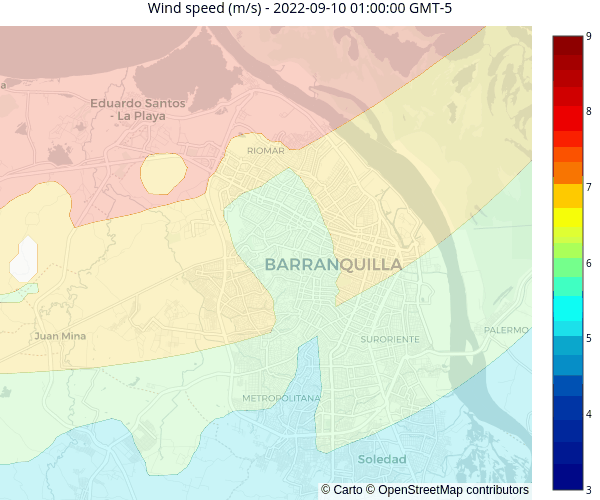 Wind speed (m/s) - 2022-09-10 01:00:00 GMT-5
a
Eduardo Santos
- La Playa
RIOMAR
BARRANQUILLA
Juan Mina
SURORIENTE
PALERMO
METROPOLITANA
Soledad
© Carto © OpenStreetMap contributors
9
8
7
6
5
4
3